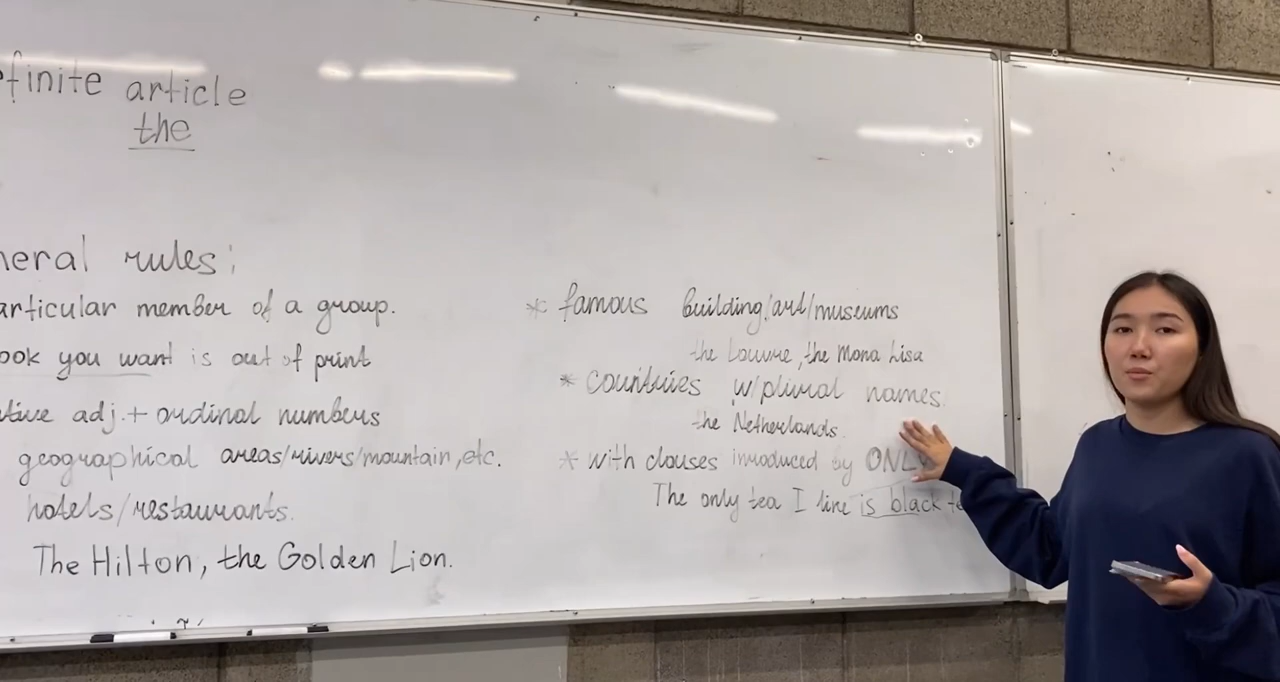 finite article
the
neral rules:
articular member of a group.
ook you want is out of print
ative adj. + ordinal numbers
geographical areas/rivers/mountain, etc.
hotels/restaurants.
The Hilton, the Golden Lion.
* famous building/art/museums
the Louvre, the Mona Lisa
* countries w/plural names.
the Netherlands.
* with clauses introduced by ONLY
The only tea I like is black te